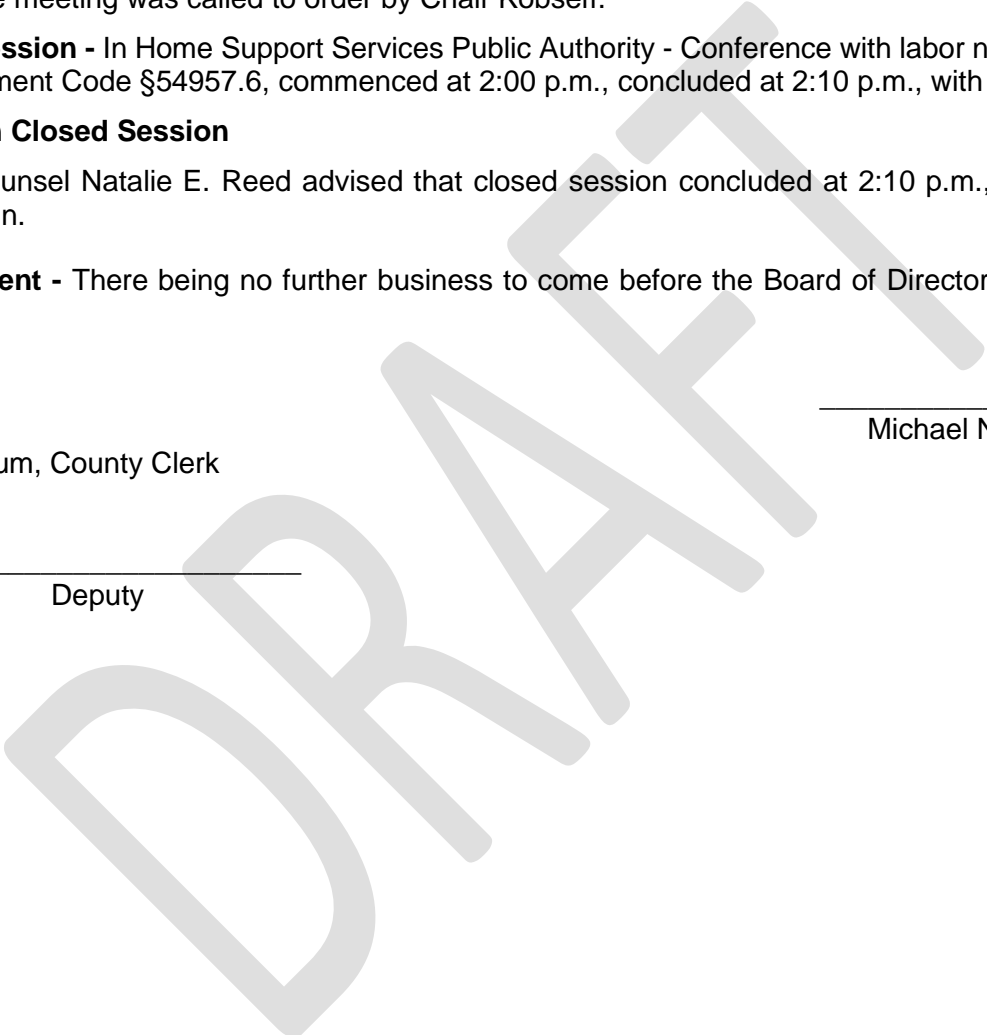 meeting was called to order by Chair Kobseff.
ssion - In Home Support Services Public Authority - Conference with labor n
ment Code §54957.6, commenced at 2:00 p.m., concluded at 2:10 p.m., with
Closed Session
unsel Natalie E. Reed advised that closed session concluded at 2:10 p.m.,
n.
ent - There being no further business to come before the Board of Director
Michael N
um, County Clerk
Deputy
DRAFT